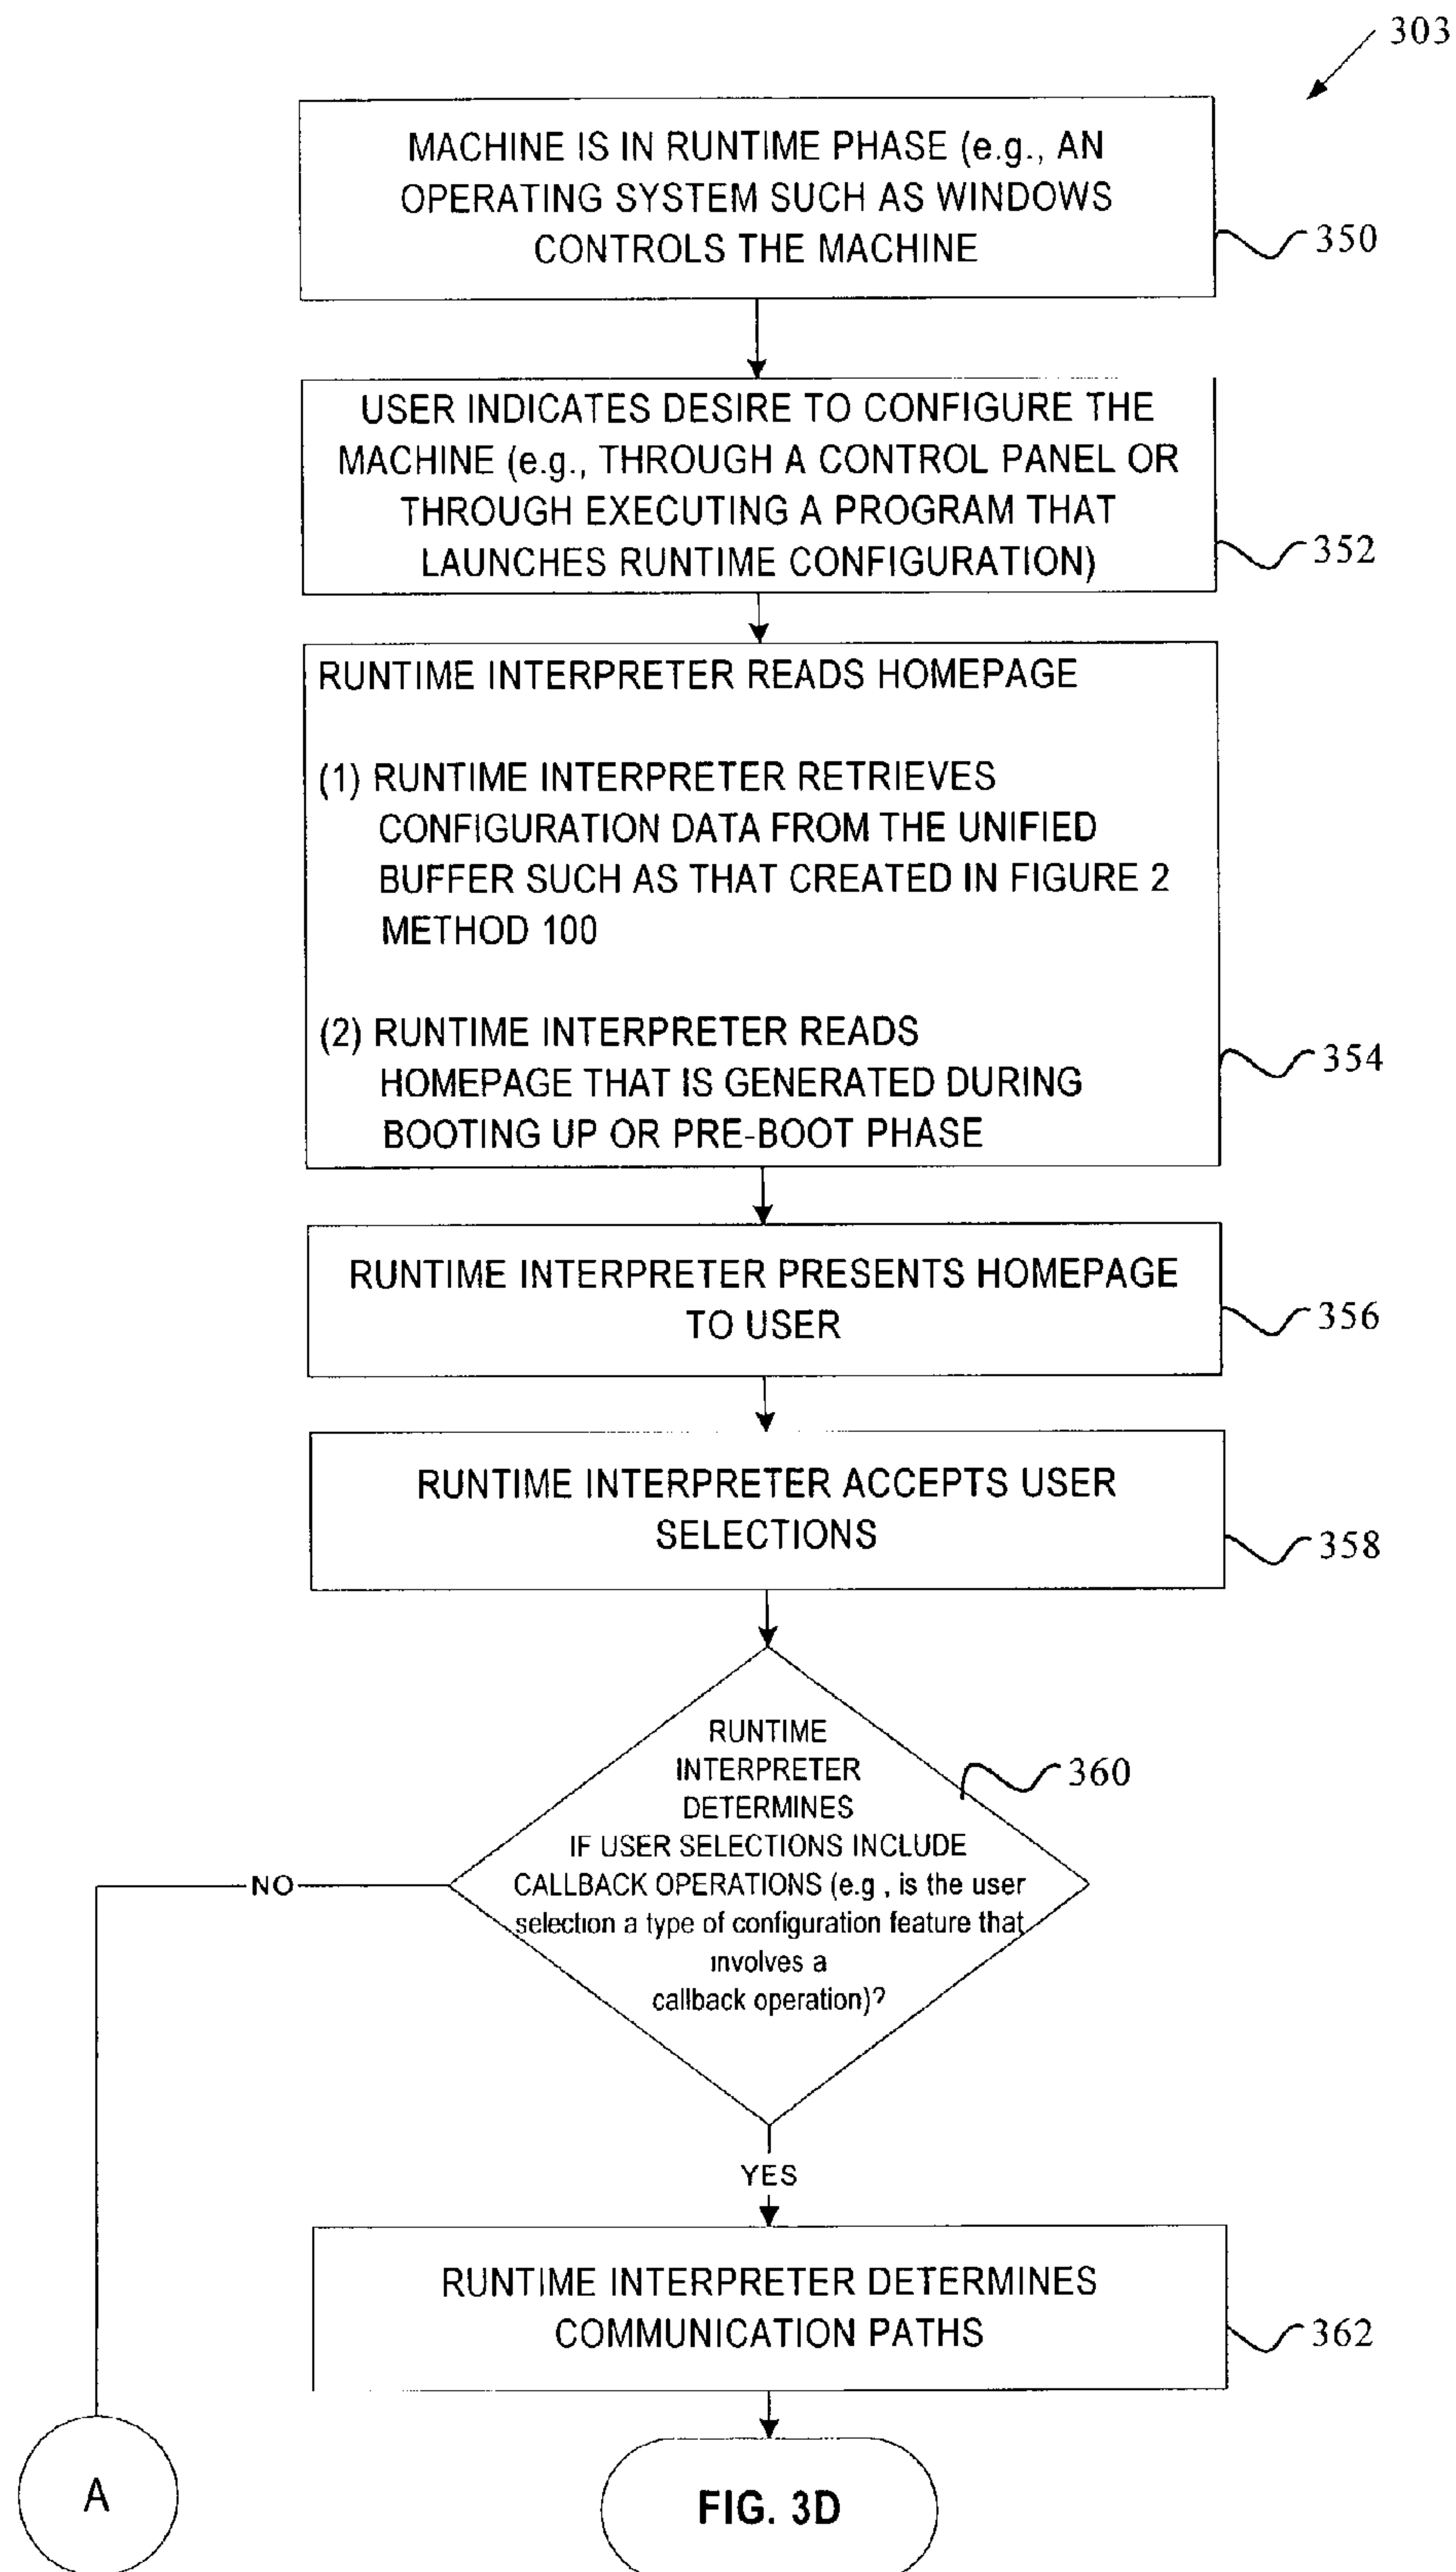 303
MACHINE IS IN RUNTIME PHASE (e.g., AN
OPERATING SYSTEM SUCH AS WINDOWS
CONTROLS THE MACHINE
350
USER INDICATES DESIRE TO CONFIGURE THE
MACHINE (e.g., THROUGH A CONTROL PANEL OR
THROUGH EXECUTING A PROGRAM THAT
LAUNCHES RUNTIME CONFIGURATION)
352
RUNTIME INTERPRETER READS HOMEPAGE
(1) RUNTIME INTERPRETER RETRIEVES
CONFIGURATION DATA FROM THE UNIFIED
BUFFER SUCH AS THAT CREATED IN FIGURE 2
METHOD 100
(2) RUNTIME INTERPRETER READS
HOMEPAGE THAT IS GENERATED DURING
BOOTING UP OR PRE-BOOT PHASE
354
RUNTIME INTERPRETER PRESENTS HOMEPAGE
TO USER
356
RUNTIME INTERPRETER ACCEPTS USER
SELECTIONS
358
RUNTIME
INTERPRETER
DETERMINES
IF USER SELECTIONS INCLUDE
CALLBACK OPERATIONS (e.g , is the user
selection a type of configuration feature that
involves a
callback operation)?
360
NO
YES
RUNTIME INTERPRETER DETERMINES
COMMUNICATION PATHS
362
A
FIG. 3D